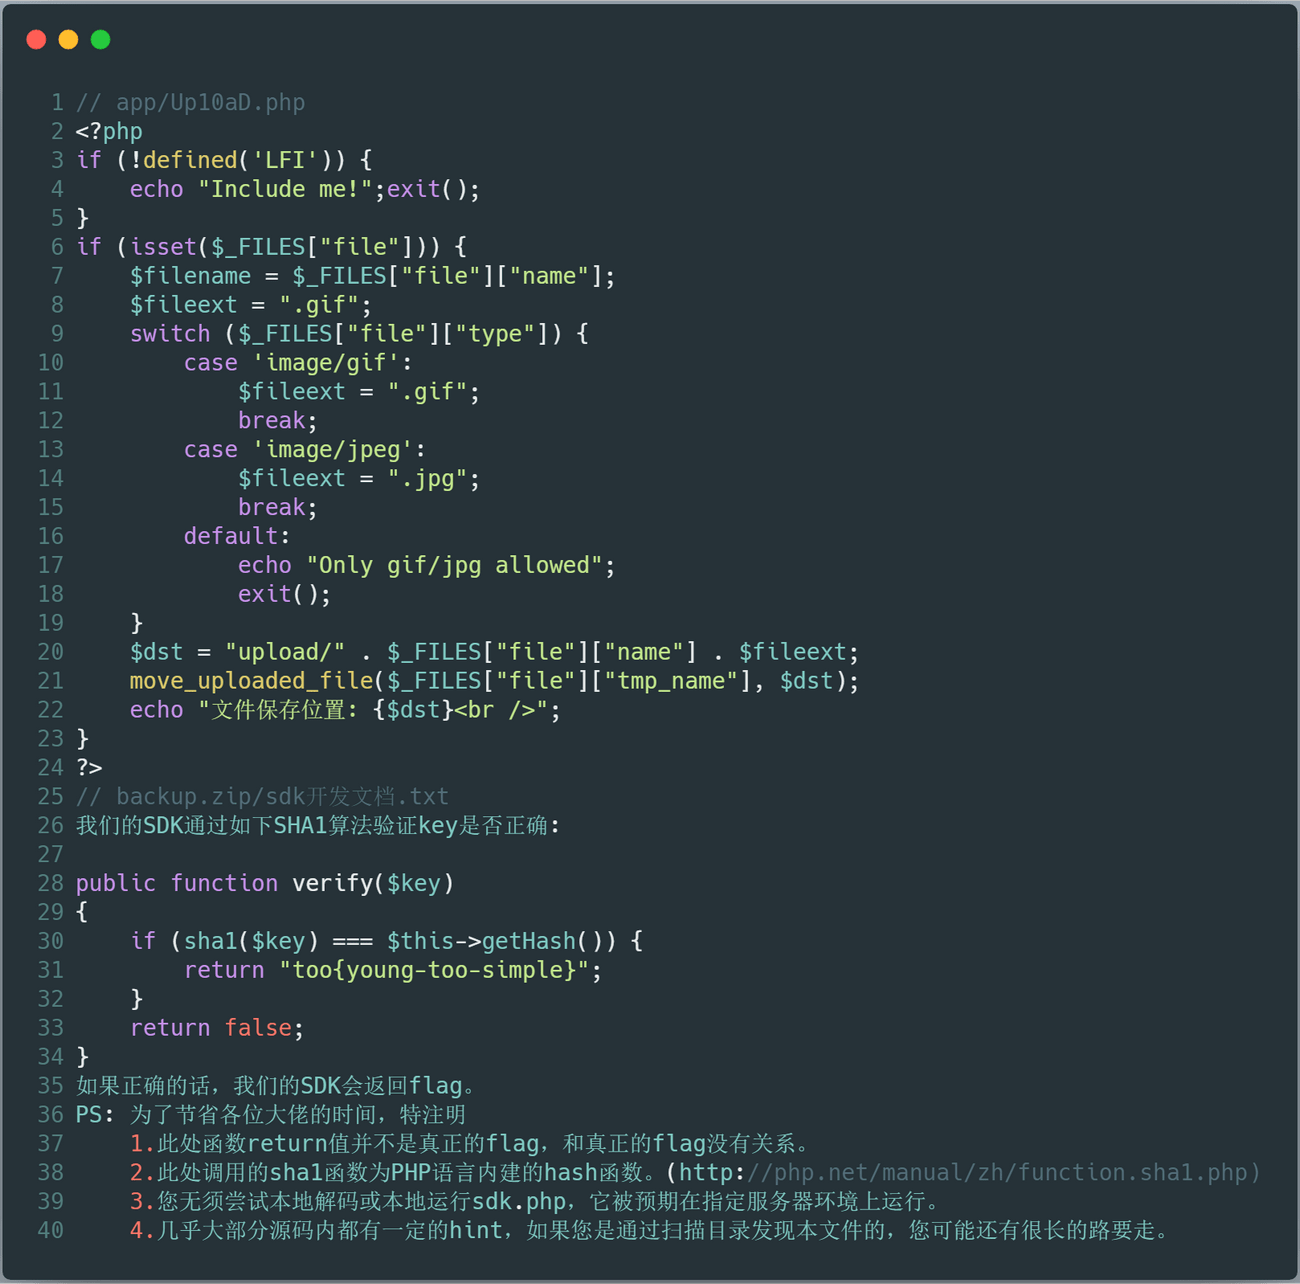 1 // app/Up10aD.php
2 <?php
3 if (!defined('LFI')) {
4     echo "Include me!";exit();
5 }
6 if (isset($_FILES["file"])) {
7     $filename = $_FILES["file"]["name"];
8     $fileext = ".gif";
9     switch ($_FILES["file"]["type"]) {
10         case 'image/gif':
11             $fileext = ".gif";
12             break;
13         case 'image/jpeg':
14             $fileext = ".jpg";
15             break;
16         default:
17             echo "Only gif/jpg allowed";
18             exit();
19     }
20     $dst = "upload/" . $_FILES["file"]["name"] . $fileext;
21     move_uploaded_file($_FILES["file"]["tmp_name"], $dst);
22     echo "文件保存位置: {$dst}<br />";
23 }
24 ?>
25 // backup.zip/sdk开发文档.txt
26 我们的SDK通过如下SHA1算法验证key是否正确:
27
28 public function verify($key)
29 {
30     if (sha1($key) === $this->getHash()) {
31         return "too{young-too-simple}";
32     }
33     return false;
34 }
35 如果正确的话，我们的SDK会返回flag。
36 PS: 为了节省各位大佬的时间，特注明
37     1.此处函数return值并不是真正的flag，和真正的flag没有关系。
38     2.此处调用的sha1函数为PHP语言内建的hash函数。(http://php.net/manual/zh/function.sha1.php)
39     3.您无须尝试本地解码或本地运行sdk.php，它被预期在指定服务器环境上运行。
40     4.几乎大部分源码内都有一定的hint，如果您是通过扫描目录发现本文件的，您可能还有很长的路要走。